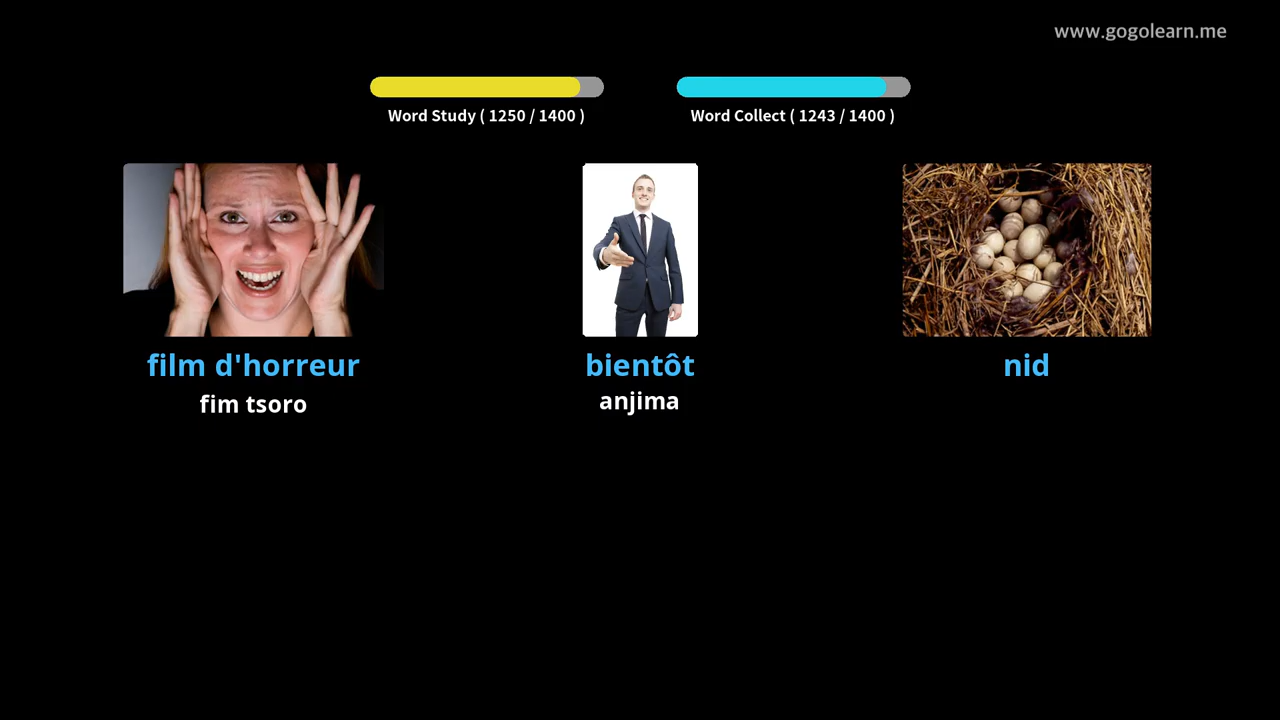 www.gogolearn.me
Word Study ( 1250 / 1400 )
Word Collect ( 1243 / 1400 )
film d'horreur
bientôt
nid
fim tsoro
anjima